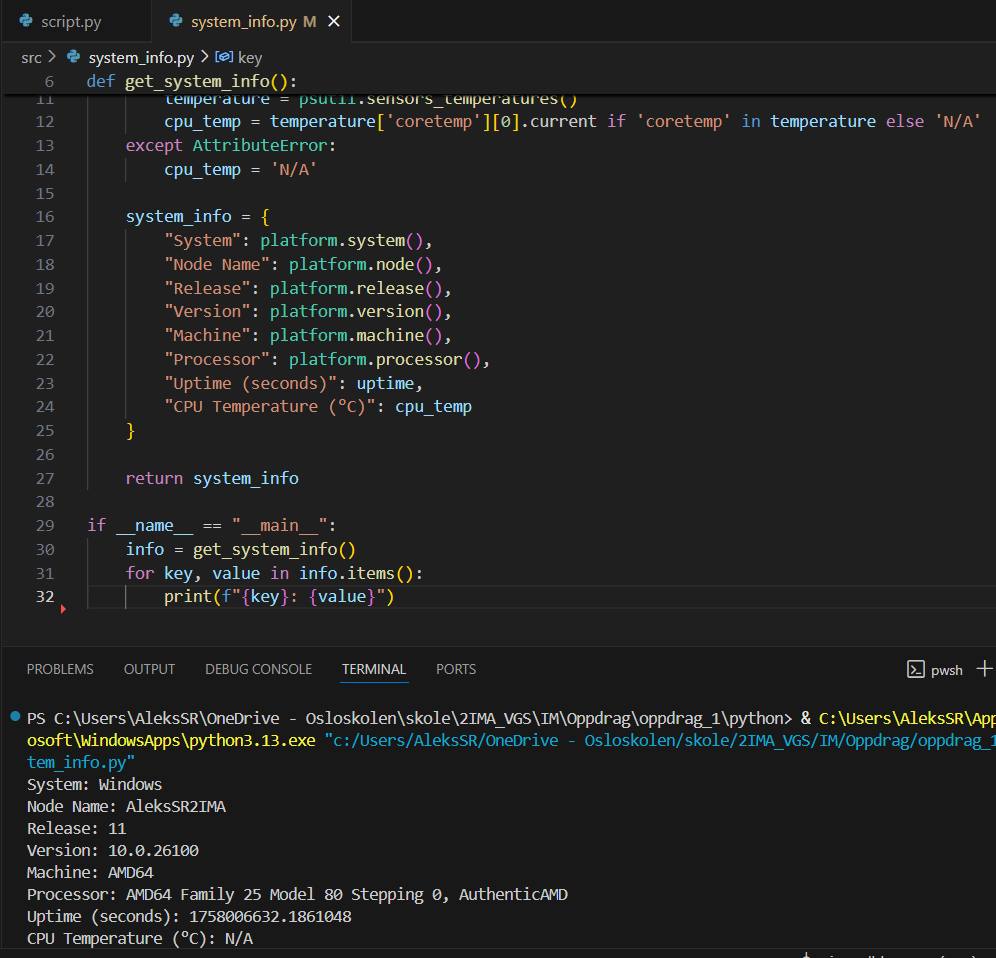 script.py system_info.py M
src > system_info.py > key
6 def get_system_info():
11 temperature = psutil.sensors_temperatures()
12 cpu_temp = temperature['coretemp'][0].current if 'coretemp' in temperature else 'N/A'
13 except AttributeError:
14 cpu_temp = 'N/A'
15
16 system_info = {
17 "System": platform.system(),
18 "Node Name": platform.node(),
19 "Release": platform.release(),
20 "Version": platform.version(),
21 "Machine": platform.machine(),
22 "Processor": platform.processor(),
23 "Uptime (seconds)": uptime,
24 "CPU Temperature (°C)": cpu_temp
25 }
26
27 return system_info
28
29 if __name__ == "__main__":
30 info = get_system_info()
31 for key, value in info.items():
32 print(f"{key}: {value}")
PROBLEMS OUTPUT DEBUG CONSOLE TERMINAL PORTS pwsh
PS C:\Users\AleksSR\OneDrive - Osloskolen\skole\2IMA_VGS\IM\Oppdrag\oppdrag_1\python> & C:\Users\AleksSR\App
osoft\WindowsApps\python3.13.exe "c:/Users/AleksSR/OneDrive - Osloskolen/skole/2IMA_VGS/IM/Oppdrag/oppdrag_1
tem_info.py"
System: Windows
Node Name: AleksSR2IMA
Release: 11
Version: 10.0.26100
Machine: AMD64
Processor: AMD64 Family 25 Model 80 Stepping 0, AuthenticAMD
Uptime (seconds): 1758006632.1861048
CPU Temperature (°C): N/A